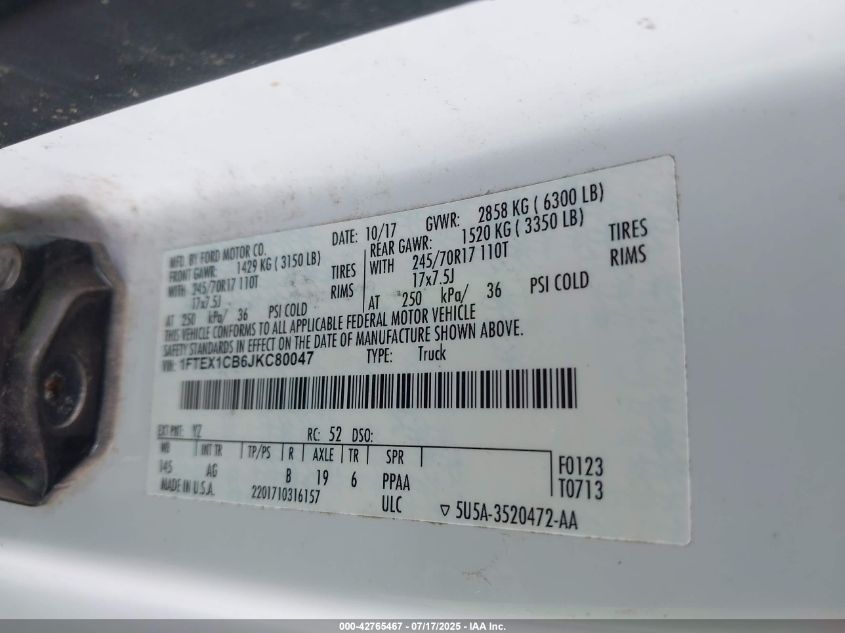 MFD. BY FORD MOTOR CO.
DATE: 10/17 GVWR: 2858 KG ( 6300 LB)
FRONT GAWR: 1429 KG ( 3150 LB) REAR GAWR: 1520 KG ( 3350 LB)
WITH 245/70R17 110T TIRES WITH 245/70R17 110T TIRES
17x7.5J RIMS 17x7.5J RIMS
AT 250 kPa/ 36 PSI COLD AT 250 kPa/ 36 PSI COLD
THIS VEHICLE CONFORMS TO ALL APPLICABLE FEDERAL MOTOR VEHICLE
SAFETY STANDARDS IN EFFECT ON THE DATE OF MANUFACTURE SHOWN ABOVE.
VIN: 1FTEX1CB6JKC80047 TYPE: Truck
EXT PNT: YZ RC: 52 DSO:
WB INT TR TP/PS R AXLE TR SPR
145 AG B 19 6 PPAA F0123
MADE IN U.S.A. 2201710316157 ULC T0713
▽ 5U5A-3520472-AA
000-42765467 - 07/17/2025 - IAA Inc.